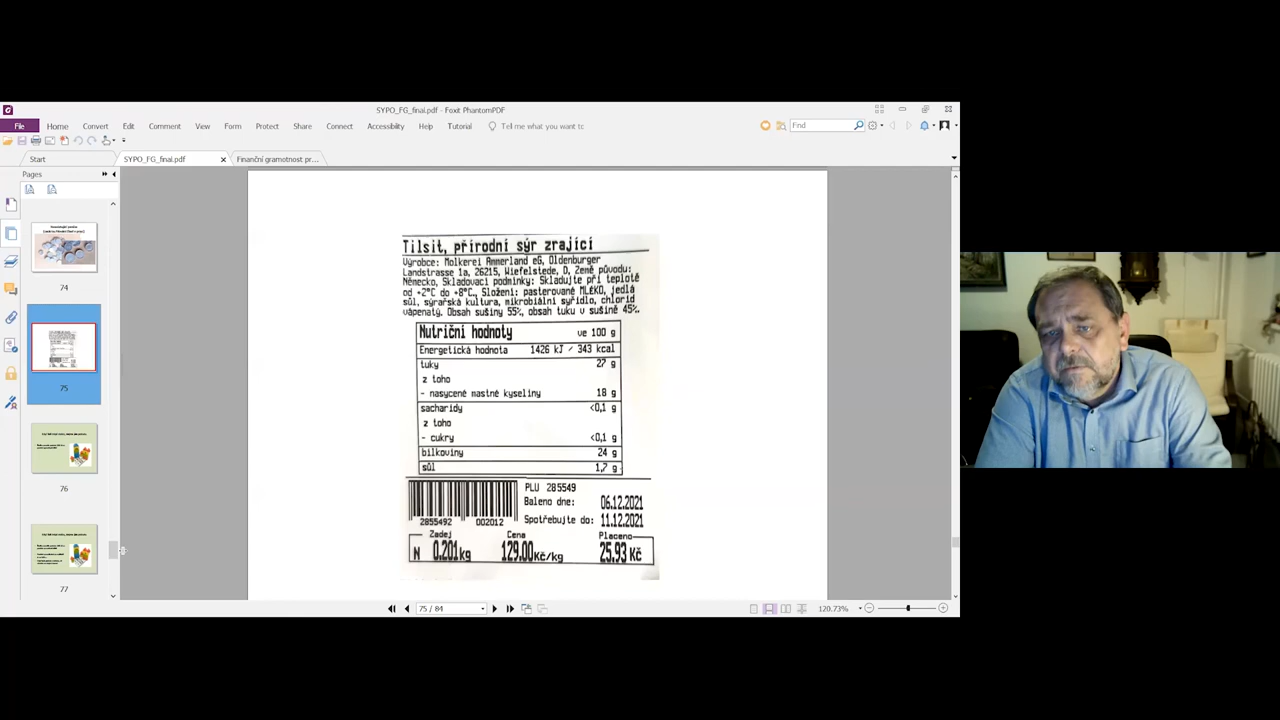 SYPO_FG_final.pdf - Foxit PhantomPDF
File Home Convert Edit Comment View Form Protect Share Connect Accessibility Help Tutorial Tell me what you want tc Find
Start SYPO_FG_final.pdf Finanční gramotnost pr...
Pages
74
75
76
77
Tilsit, přírodní sýr zrající
Výrobce: Molkerei Ammerland eG, Oldenburger
Landstrasse 1a, 26215, Wiefelstede, D, Země původu:
Německo, Skladovací podmínky: Skladujte při teplotě
od +2°C do +8°C, Složení: pasterované MLÉKO, jedlá
sůl, sýrařská kultura, mikrobiální syřidlo, chlorid
vápenatý. Obsah sušiny 55%, obsah tuku v sušině 45%.
Nutriční hodnoty ve 100 g
Energetická hodnota 1426 kJ / 343 kcal
tuky 27 g
z toho
- nasycené mastné kyseliny 18 g
sacharidy <0,1 g
z toho
- cukry <0,1 g
bílkoviny 24 g
sůl 1,7 g
PLU 285549
Baleno dne: 06.12.2021
Spotřebujte do: 11.12.2021
2855492 002012
Zadej Cena Placeno
N 0.201kg 129.00Kč/kg 25.93 Kč
75 / 84
120.73%